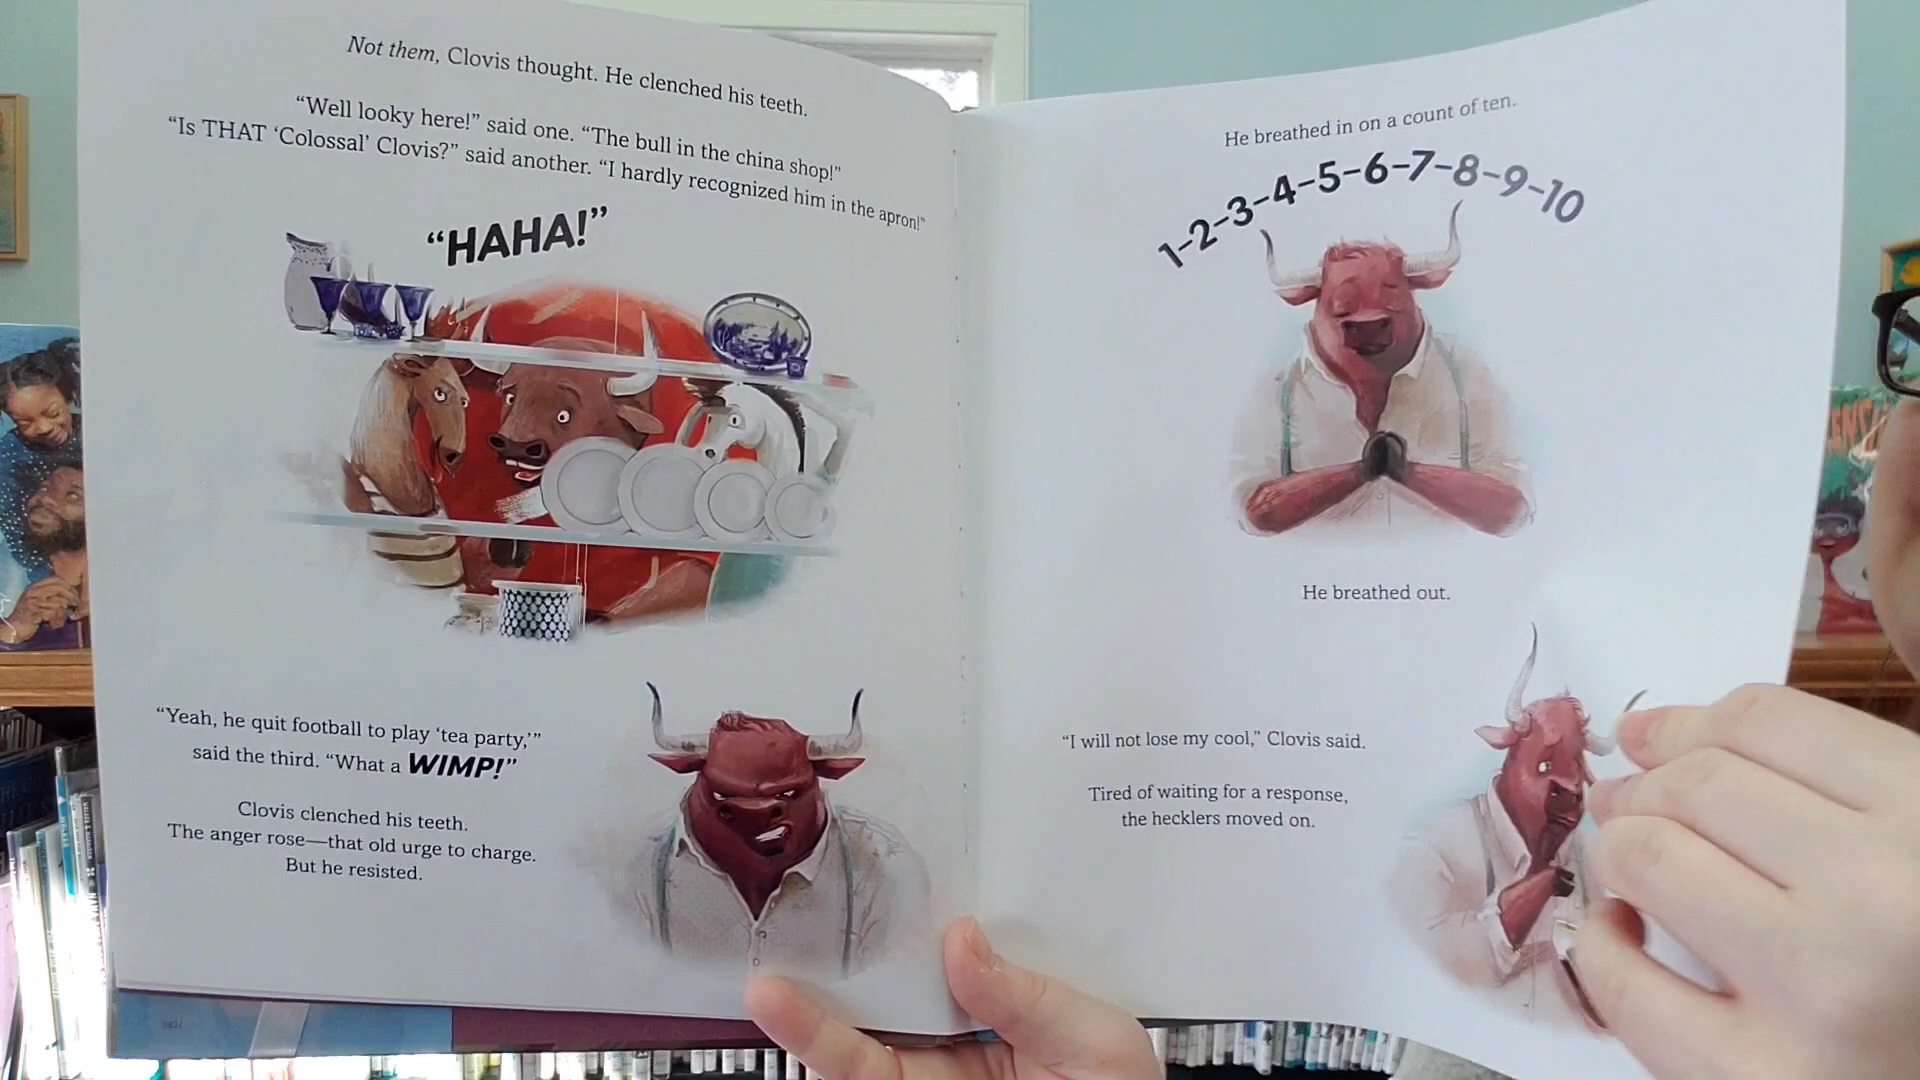 Not them, Clovis thought. He clenched his teeth.
“Well looky here!” said one. “The bull in the china shop!”
“Is THAT ‘Colossal’ Clovis?” said another. “I hardly recognized him in the apron!”
“HAHA!”
“Yeah, he quit football to play ‘tea party,’”
said the third. “What a WIMP!”
Clovis clenched his teeth.
The anger rose—that old urge to charge.
But he resisted.
He breathed in on a count of ten.
1–2–3–4–5–6–7–8–9–10
He breathed out.
“I will not lose my cool,” Clovis said.
Tired of waiting for a response,
the hecklers moved on.